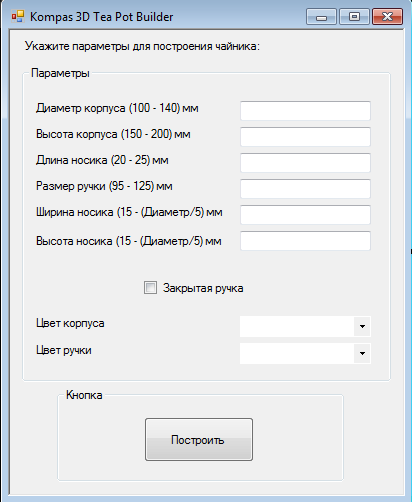 Kompas 3D Tea Pot Builder
Укажите параметры для построения чайника:
Параметры
Диаметр корпуса (100 - 140) мм
Высота корпуса (150 - 200) мм
Длина носика (20 - 25) мм
Размер ручки (95 - 125) мм
Ширина носика (15 - (Диаметр/5) мм
Высота носика (15 - (Диаметр/5) мм
Закрытая ручка
Цвет корпуса
Цвет ручки
Кнопка
Построить